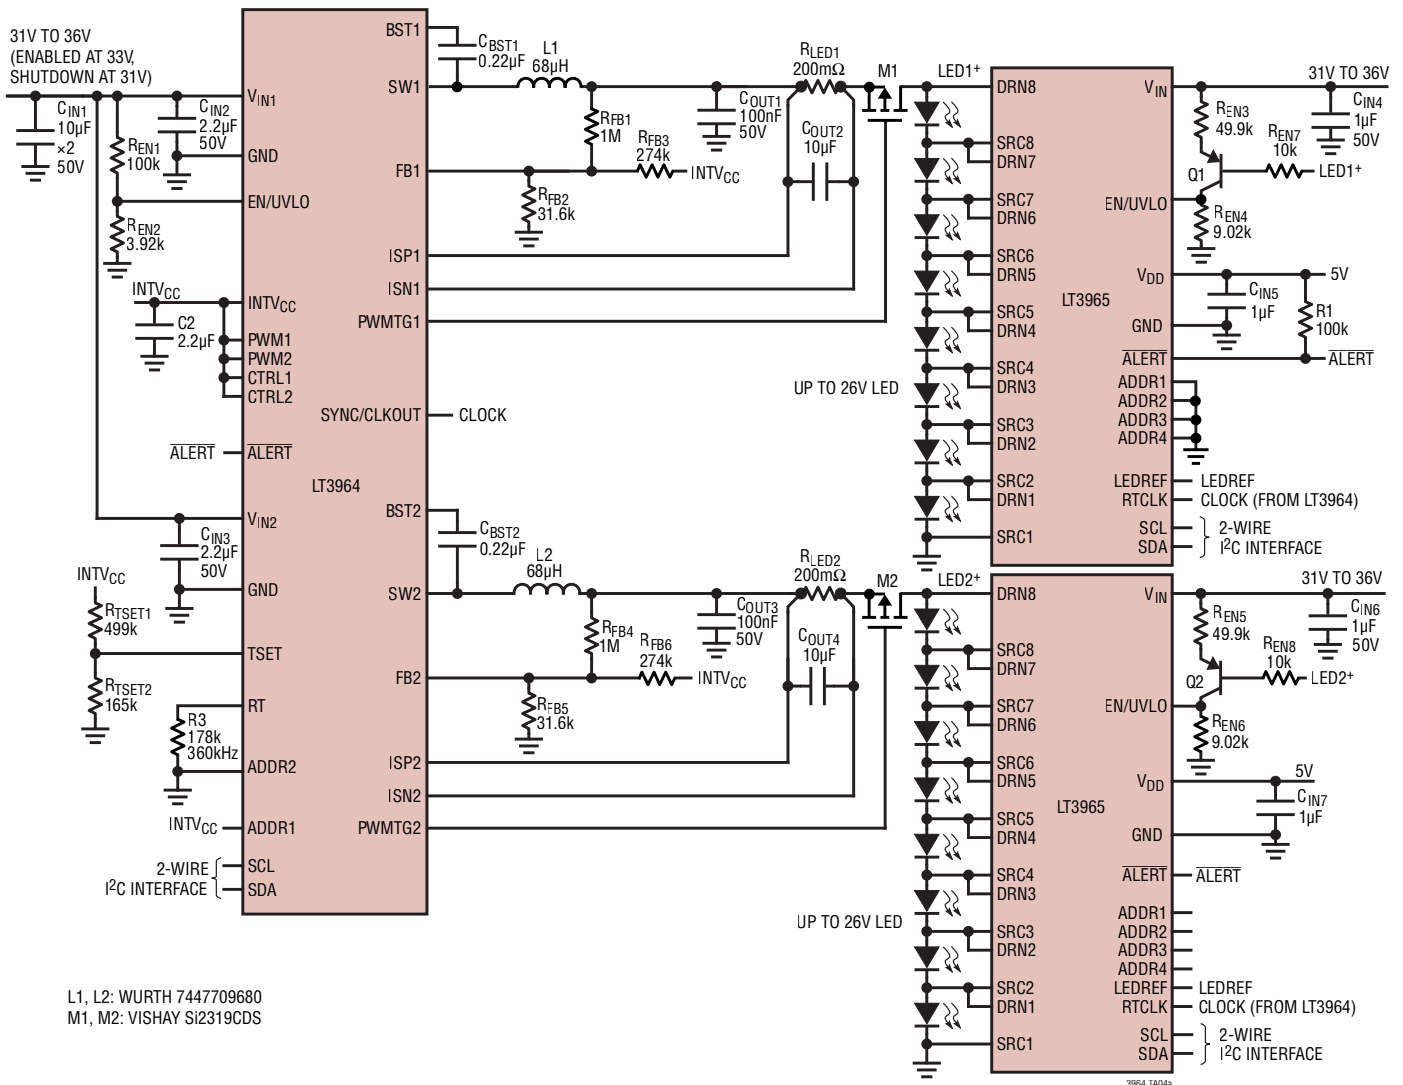 31V TO 36V
(ENABLED AT 33V,
SHUTDOWN AT 31V)
CIN1
10µF
×2
50V
REN1
100k
CIN2
2.2µF
50V
REN2
3.92k
INTVCC
C2
2.2µF
ALERT
CIN3
2.2µF
50V
INTVCC
RTSET1
499k
RTSET2
165k
R3
178k
360kHz
INTVCC
2-WIRE
I2C INTERFACE
VIN1
GND
EN/UVLO
INTVCC
PWM1
PWM2
CTRL1
CTRL2
ALERT
VIN2
GND
TSET
RT
ADDR2
ADDR1
SCL
SDA
LT3964
BST1
SW1
FB1
ISP1
ISN1
PWMTG1
SYNC/CLKOUT
BST2
SW2
FB2
ISP2
ISN2
PWMTG2
CLOCK
CBST1
0.22µF
L1
68µH
RFB1
1M
RFB3
274k
INTVCC
RFB2
31.6k
COUT1
100nF
50V
RLED1
200mΩ
COUT2
10µF
M1
LED1+
UP TO 26V LED
CBST2
0.22µF
L2
68µH
RFB4
1M
RFB6
274k
INTVCC
RFB5
31.6k
COUT3
100nF
50V
RLED2
200mΩ
COUT4
10µF
M2
LED2+
UP TO 26V LED
DRN8
SRC8
DRN7
SRC7
DRN6
SRC6
DRN5
SRC5
DRN4
SRC4
DRN3
SRC3
DRN2
SRC2
DRN1
SRC1
LT3965
VIN
EN/UVLO
VDD
GND
ALERT
ADDR1
ADDR2
ADDR3
ADDR4
LEDREF
RTCLK
SCL
SDA
31V TO 36V
REN3
49.9k
REN7
10k
CIN4
1µF
50V
Q1
LED1+
REN4
9.02k
5V
CIN5
1µF
R1
100k
ALERT
LEDREF
CLOCK (FROM LT3964)
2-WIRE
I2C INTERFACE
DRN8
SRC8
DRN7
SRC7
DRN6
SRC6
DRN5
SRC5
DRN4
SRC4
DRN3
SRC3
DRN2
SRC2
DRN1
SRC1
LT3965
VIN
EN/UVLO
VDD
GND
ALERT
ADDR1
ADDR2
ADDR3
ADDR4
LEDREF
RTCLK
SCL
SDA
31V TO 36V
REN5
49.9k
REN8
10k
CIN6
1µF
50V
Q2
LED2+
REN6
9.02k
5V
CIN7
1µF
ALERT
LEDREF
CLOCK (FROM LT3964)
2-WIRE
I2C INTERFACE
L1, L2: WURTH 7447709680
M1, M2: VISHAY Si2319CDS
3964 TA04a